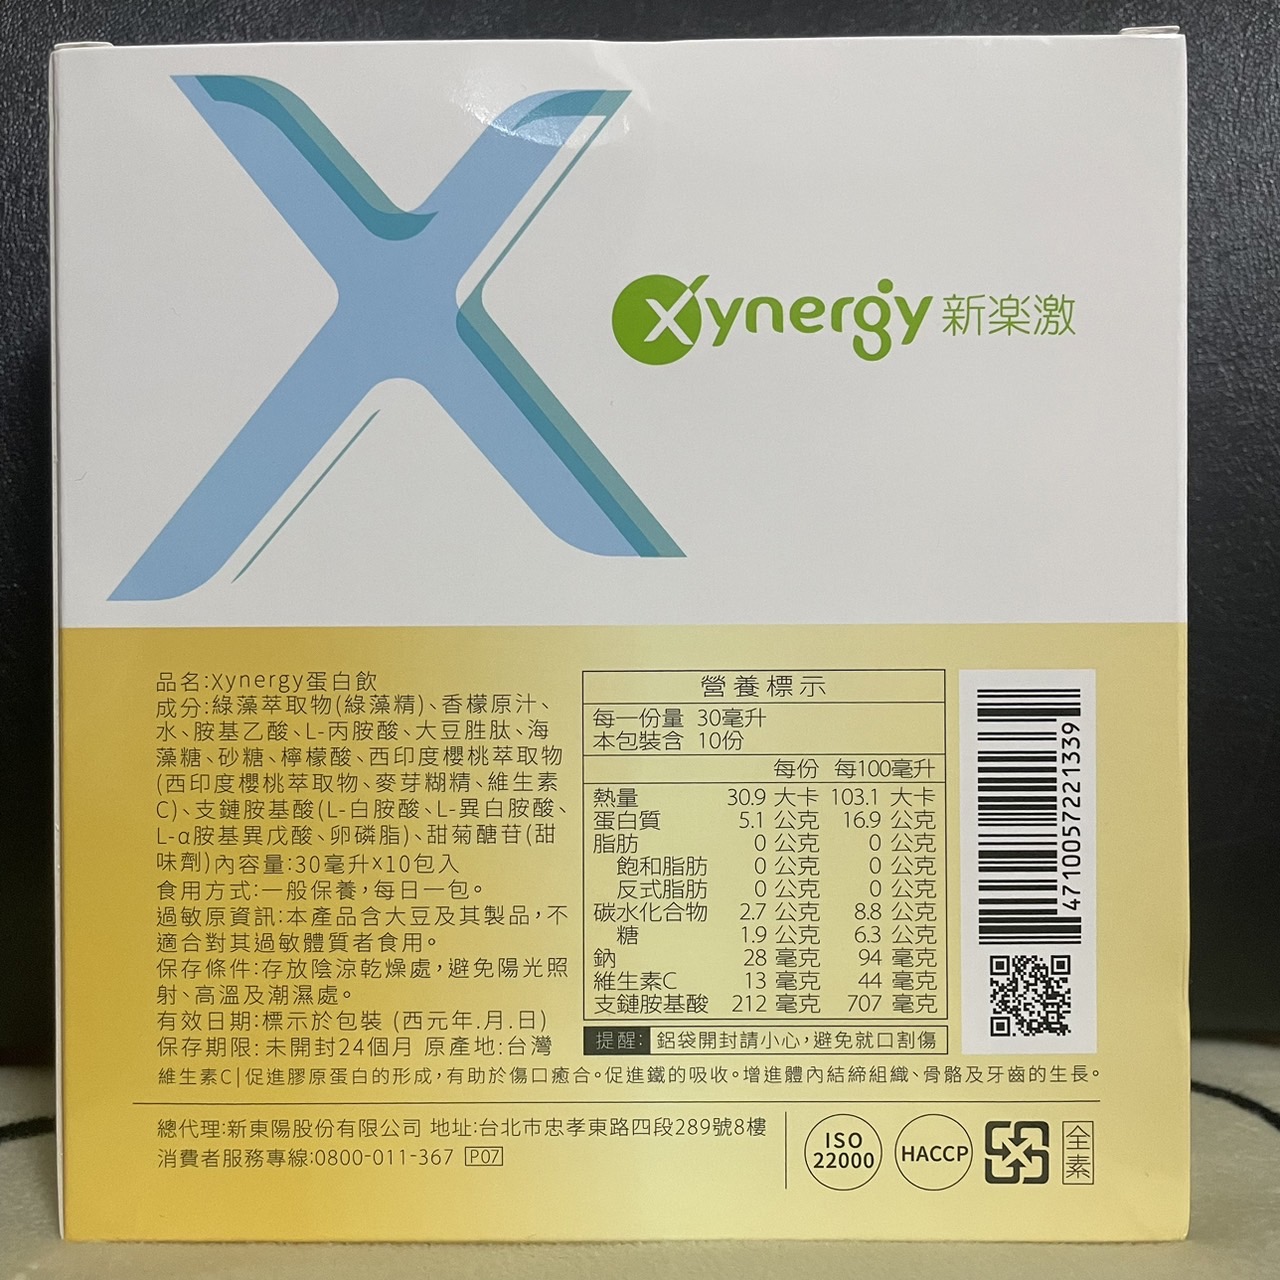 X
Xynergy 新楽激
品名:Xynergy蛋白飲
成分:綠藻萃取物(綠藻精)、香檬原汁、
水、胺基乙酸、L-丙胺酸、大豆胜肽、海
藻糖、砂糖、檸檬酸、西印度櫻桃萃取物
(西印度櫻桃萃取物、麥芽糊精、維生素
C)、支鏈胺基酸(L-白胺酸、L-異白胺酸、
L-α胺基異戊酸、卵磷脂)、甜菊醣苷(甜
味劑)內容量:30毫升x10包入
食用方式:一般保養,每日一包。
過敏原資訊:本產品含大豆及其製品,不
適合對其過敏體質者食用。
保存條件:存放陰涼乾燥處,避免陽光照
射、高溫及潮濕處。
有效日期:標示於包裝 (西元年.月.日)
保存期限: 未開封24個月 原產地:台灣
營養標示
每一份量 30毫升
本包裝含 10份
每份 每100毫升
熱量 30.9 大卡 103.1 大卡
蛋白質 5.1 公克 16.9 公克
脂肪 0 公克 0 公克
飽和脂肪 0 公克 0 公克
反式脂肪 0 公克 0 公克
碳水化合物 2.7 公克 8.8 公克
糖 1.9 公克 6.3 公克
鈉 28 毫克 94 毫克
維生素C 13 毫克 44 毫克
支鏈胺基酸 212 毫克 707 毫克
提醒: 鋁袋開封請小心,避免就口割傷
4710057221339
維生素C|促進膠原蛋白的形成,有助於傷口癒合。促進鐵的吸收。增進體內結締組織、骨骼及牙齒的生長。
總代理:新東陽股份有限公司 地址:台北市忠孝東路四段289號8樓
消費者服務專線:0800-011-367 P07
ISO
22000
HACCP
全
素